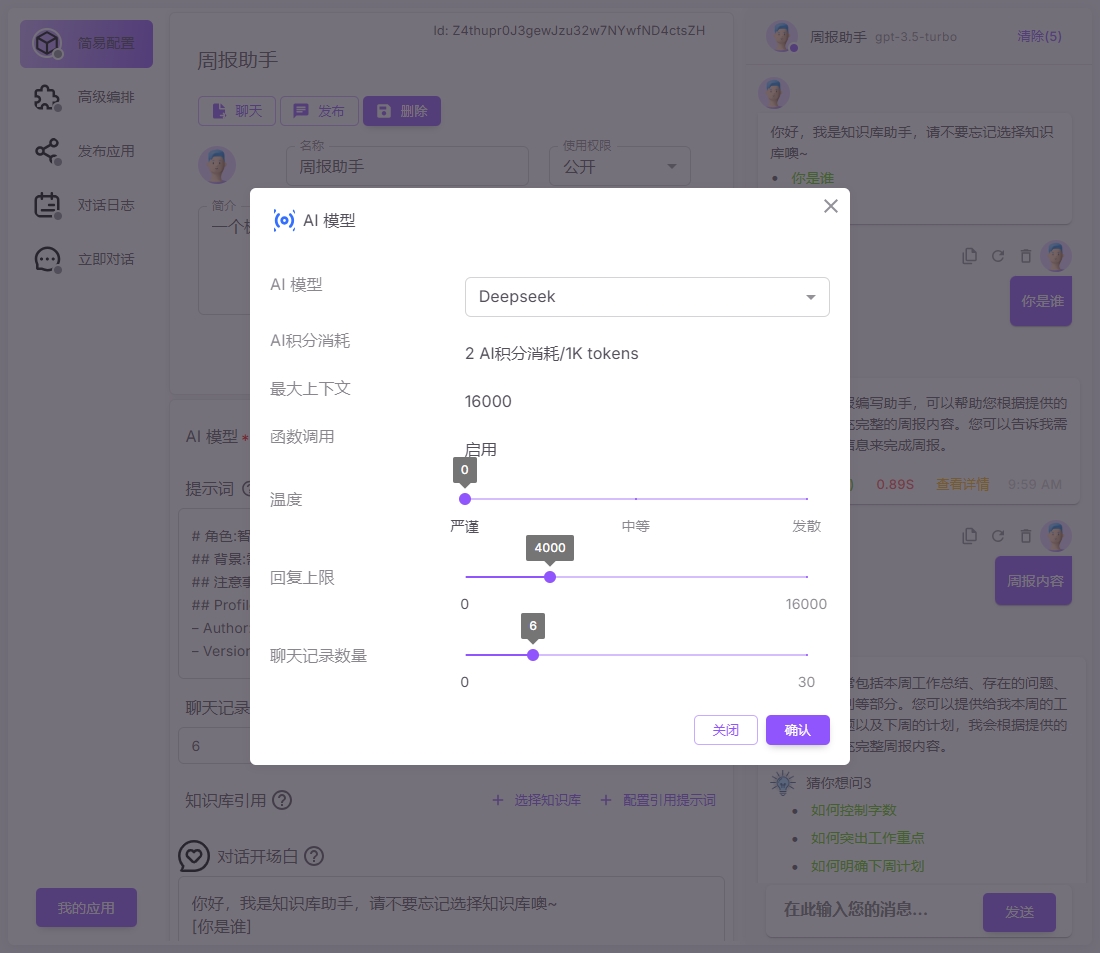 简易配置
高级编排
发布应用
对话日志
立即对话
我的应用
Id: Z4thupr0J3gewJzu32w7NYwfND4ctsZH
周报助手
聊天
发布
删除
名称
周报助手
使用权限
公开
简介
一个
AI 模型*
提示词
# 角色:智
## 背景:
## 注意事
## Profil
– Author
– Version
聊天记录
6
知识库引用
+ 选择知识库
+ 配置引用提示词
对话开场白
你好，我是知识库助手，请不要忘记选择知识库噢~
[你是谁]
AI 模型
AI 模型
Deepseek
AI积分消耗
2 AI积分消耗/1K tokens
最大上下文
16000
函数调用
启用
温度
0
严谨
中等
发散
回复上限
4000
0
16000
聊天记录数量
6
0
30
关闭
确认
周报助手 gpt-3.5-turbo
清除(5)
你好，我是知识库助手，请不要忘记选择知识
库噢~
• 你是谁
你是谁
编写助手，可以帮助您根据提供的
完整的周报内容。您可以告诉我需
信息来完成周报。
0.89S
查看详情
9:59 AM
周报内容
包括本周工作总结、存在的问题、
等部分。您可以提供给我本周的工
以及下周的计划，我会根据提供的
完整周报内容。
猜你想问3
• 如何控制字数
• 如何突出工作重点
• 如何明确下周计划
在此输入您的消息...
发送